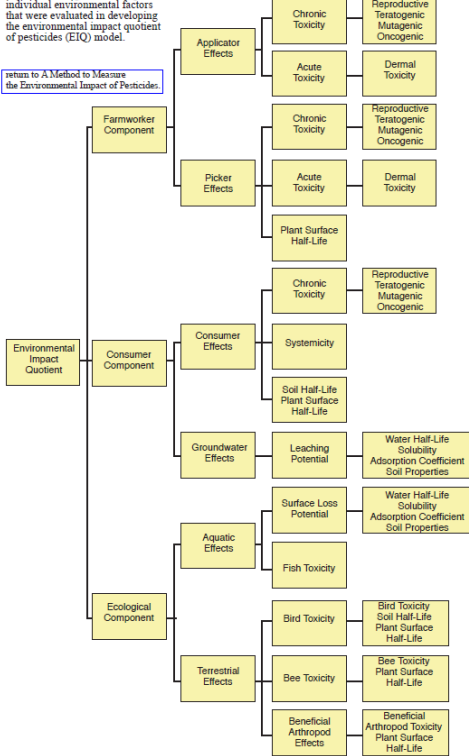 individual environmental factors
that were evaluated in developing
the environmental impact quotient
of pesticides (EIQ) model.
return to A Method to Measure
the Environmental Impact of Pesticides.
Environmental
Impact
Quotient
Farmworker
Component
Applicator
Effects
Chronic
Toxicity
Reproductive
Teratogenic
Mutagenic
Oncogenic
Acute
Toxicity
Dermal
Toxicity
Picker
Effects
Chronic
Toxicity
Reproductive
Teratogenic
Mutagenic
Oncogenic
Acute
Toxicity
Dermal
Toxicity
Plant Surface
Half-Life
Consumer
Component
Consumer
Effects
Chronic
Toxicity
Reproductive
Teratogenic
Mutagenic
Oncogenic
Systemicity
Soil Half-Life
Plant Surface
Half-Life
Groundwater
Effects
Leaching
Potential
Water Half-Life
Solubility
Adsorption Coefficient
Soil Properties
Ecological
Component
Aquatic
Effects
Surface Loss
Potential
Water Half-Life
Solubility
Adsorption Coefficient
Soil Properties
Fish Toxicity
Terrestrial
Effects
Bird Toxicity
Bird Toxicity
Soil Half-Life
Plant Surface
Half-Life
Bee Toxicity
Bee Toxicity
Plant Surface
Half-Life
Beneficial
Arthropod
Effects
Beneficial
Arthropod Toxicity
Plant Surface
Half-Life